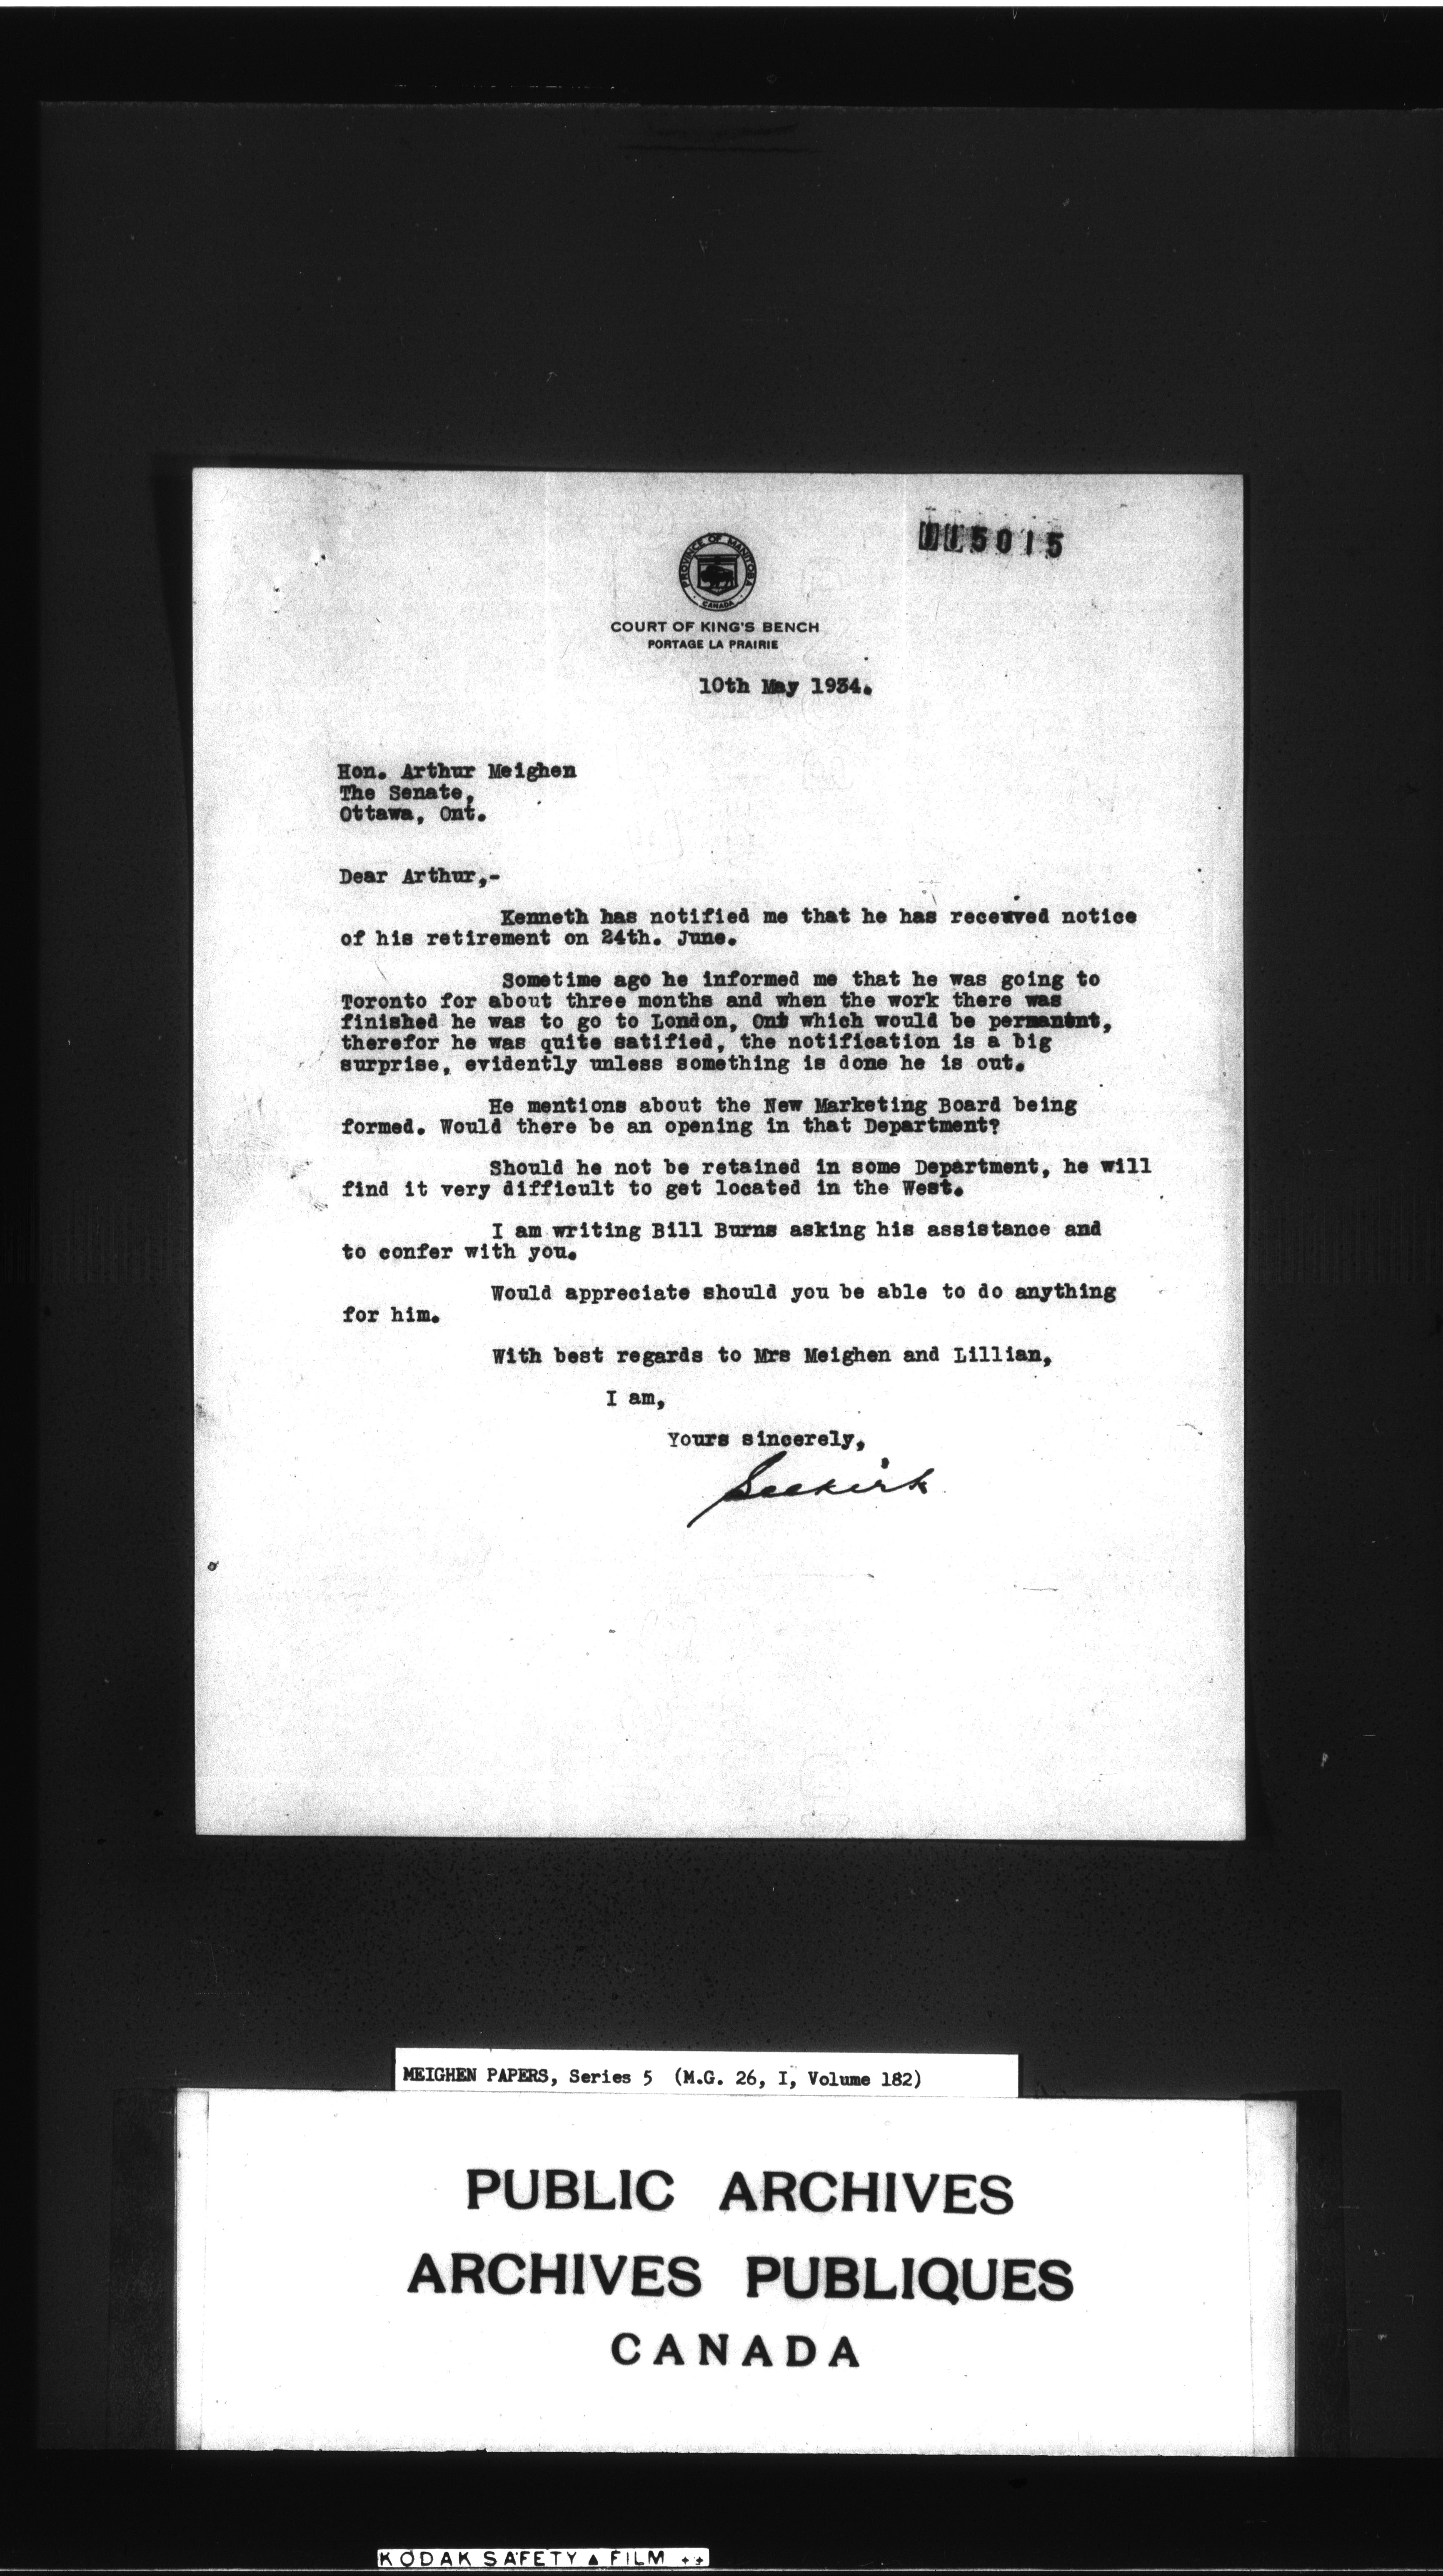 115015
PROVINCE OF MANITOBA
CANADA
COURT OF KING'S BENCH
PORTAGE LA PRAIRIE
10th May 1934.
Hon. Arthur Meighen
The Senate,
Ottawa, Ont.
Dear Arthur,-
Kenneth has notified me that he has received notice
of his retirement on 24th. June.
Sometime ago he informed me that he was going to
Toronto for about three months and when the work there was
finished he was to go to London, Ont which would be permanent,
therefor he was quite satified, the notification is a big
surprise, evidently unless something is done he is out.
He mentions about the New Marketing Board being
formed. Would there be an opening in that Department?
Should he not be retained in some Department, he will
find it very difficult to get located in the West.
I am writing Bill Burns asking his assistance and
to confer with you.
Would appreciate should you be able to do anything
for him.
With best regards to Mrs Meighen and Lillian,
I am,
Yours sincerely,
MEIGHEN PAPERS, Series 5 (M.G. 26, I, Volume 182)
PUBLIC ARCHIVES
ARCHIVES PUBLIQUES
CANADA
KODAK SAFETY FILM